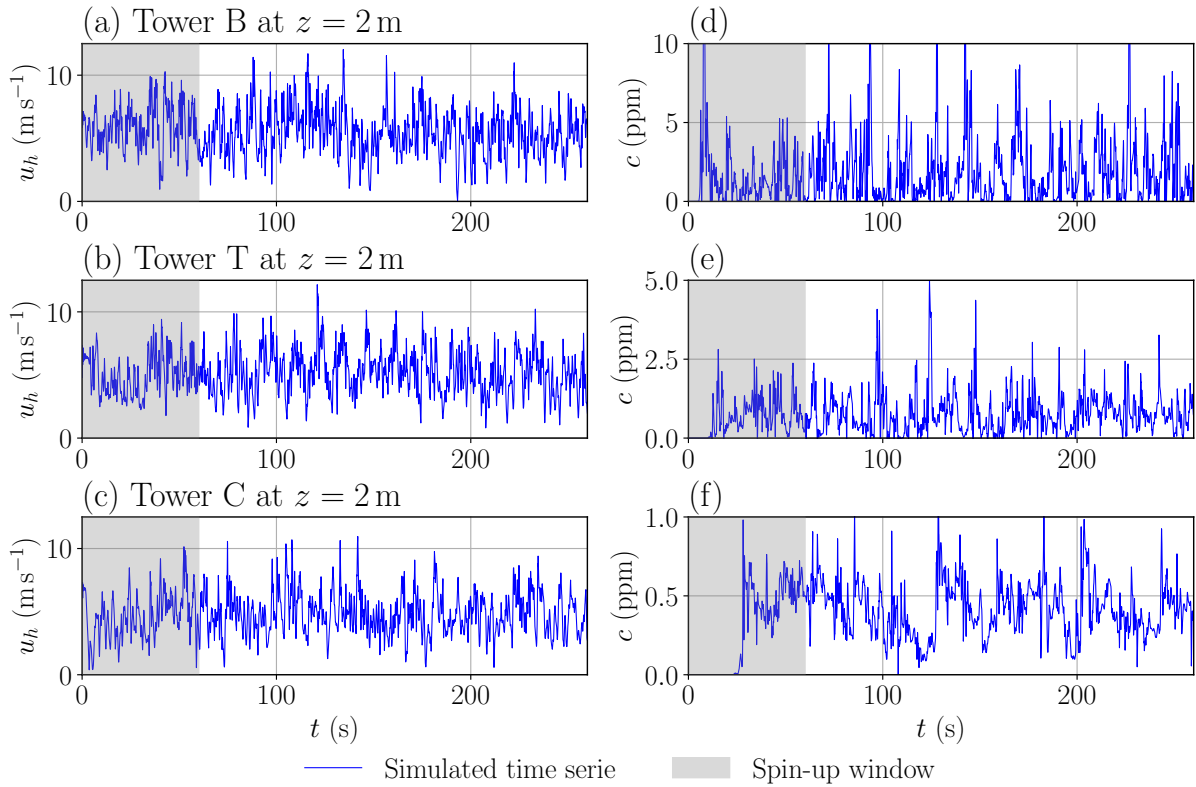 (a) Tower B at z = 2 m
(d)
10
5
0
u_h (m s⁻¹)
0
100
200
10
5
0
c (ppm)
0
100
200
(b) Tower T at z = 2 m
(e)
10
0
u_h (m s⁻¹)
0
100
200
5.0
2.5
0.0
c (ppm)
0
100
200
(c) Tower C at z = 2 m
(f)
10
0
u_h (m s⁻¹)
0
100
200
t (s)
1.0
0.5
0.0
c (ppm)
0
100
200
t (s)
Simulated time serie
Spin-up window